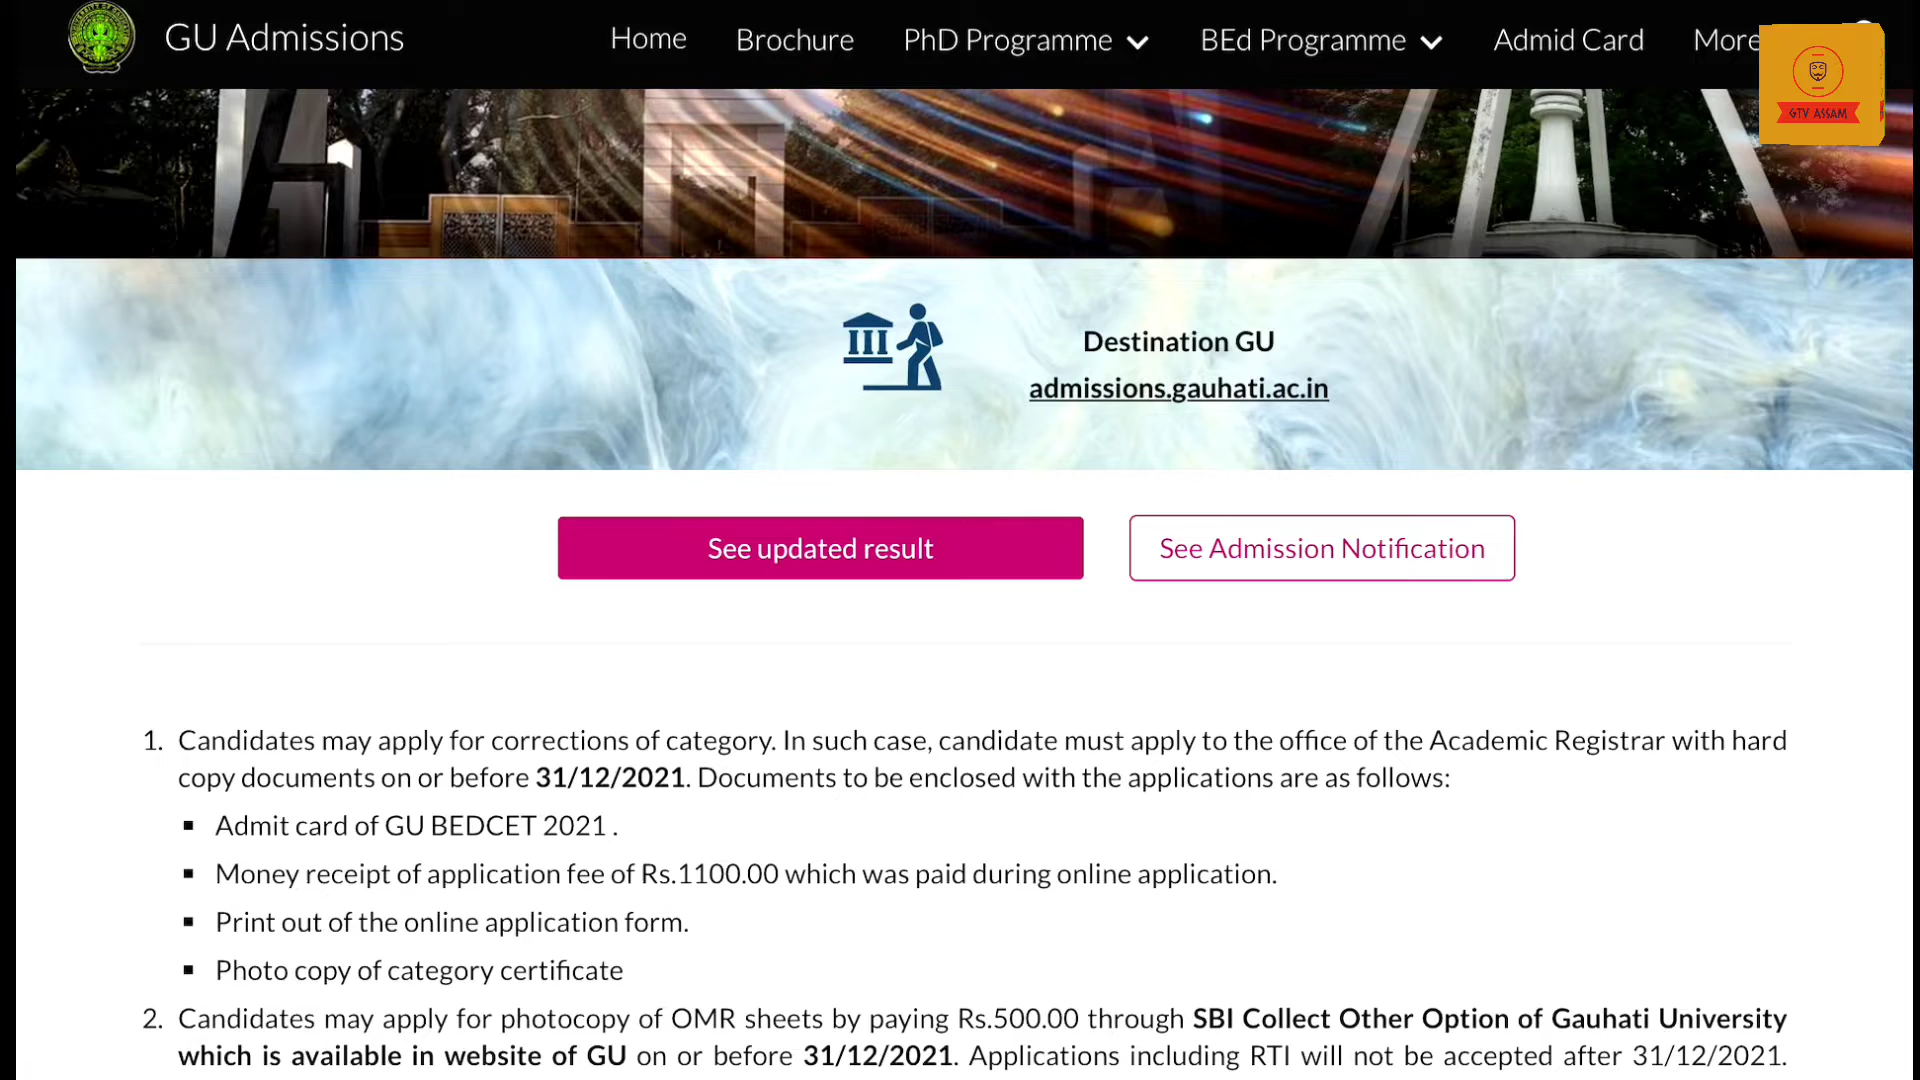 GU Admissions
Home
Brochure
PhD Programme
BEd Programme
Admid Card
More
GTV ASSAM
Destination GU
admissions.gauhati.ac.in
See updated result
See Admission Notification
1. Candidates may apply for corrections of category. In such case, candidate must apply to the office of the Academic Registrar with hard
copy documents on or before 31/12/2021. Documents to be enclosed with the applications are as follows:
▪ Admit card of GU BEDCET 2021 .
▪ Money receipt of application fee of Rs.1100.00 which was paid during online application.
▪ Print out of the online application form.
▪ Photo copy of category certificate
2. Candidates may apply for photocopy of OMR sheets by paying Rs.500.00 through SBI Collect Other Option of Gauhati University
which is available in website of GU on or before 31/12/2021. Applications including RTI will not be accepted after 31/12/2021.